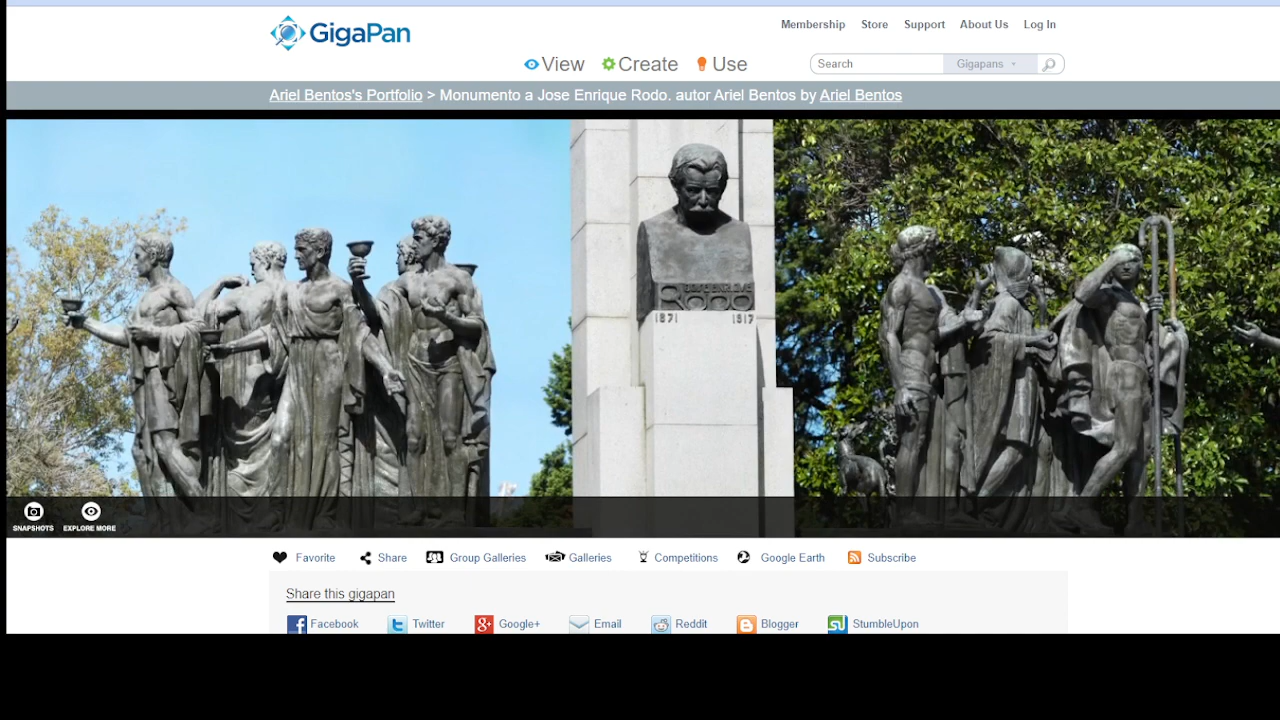 GigaPan
Membership Store Support About Us Log In
View Create Use
Search Gigapans
Ariel Bentos's Portfolio > Monumento a Jose Enrique Rodo. autor Ariel Bentos by Ariel Bentos
RODO
1871 1917
SNAPSHOTS EXPLORE MORE
Favorite Share Group Galleries Galleries Competitions Google Earth Subscribe
Share this gigapan
Facebook Twitter Google+ Email Reddit Blogger StumbleUpon